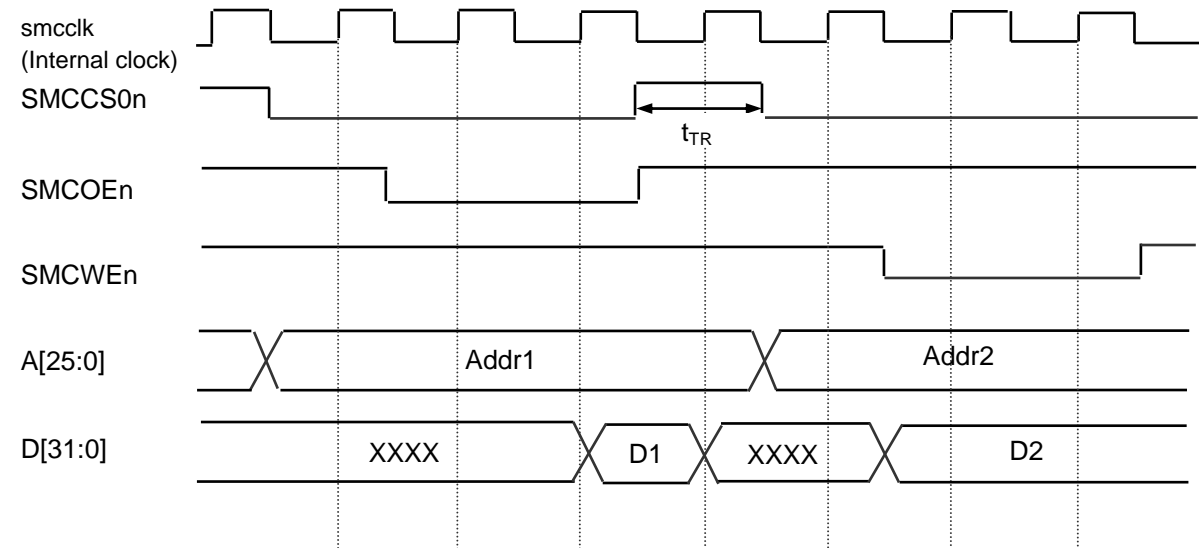 smcclk
(Internal clock)
SMCCS0n
tTR
SMCOEn
SMCWEn
A[25:0]
Addr1
Addr2
D[31:0]
XXXX
D1
XXXX
D2